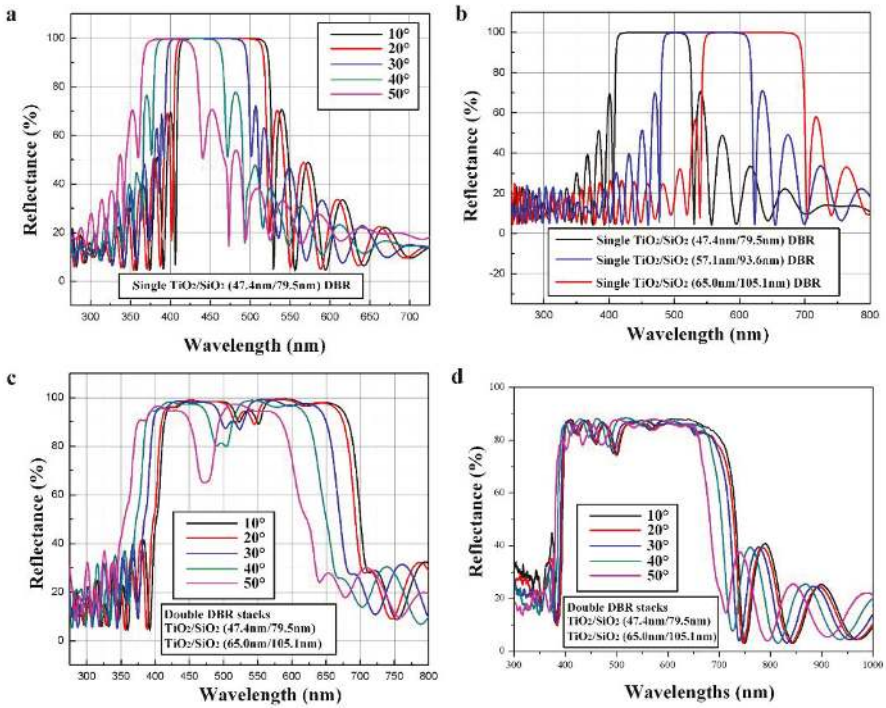 a
100
80
60
40
20
0
Reflectance (%)
10°
20°
30°
40°
50°
Single TiO₂/SiO₂ (47.4nm/79.5nm) DBR
300 350 400 450 500 550 600 650 700
Wavelength (nm)
b
100
80
60
40
20
0
-20
Reflectance (%)
Single TiO₂/SiO₂ (47.4nm/79.5nm) DBR
Single TiO₂/SiO₂ (57.1nm/93.6nm) DBR
Single TiO₂/SiO₂ (65.0nm/105.1nm) DBR
300 400 500 600 700 800
Wavelength (nm)
c
100
80
60
40
20
0
Reflectance (%)
10°
20°
30°
40°
50°
Double DBR stacks
TiO₂/SiO₂ (47.4nm/79.5nm)
TiO₂/SiO₂ (65.0nm/105.1nm)
300 350 400 450 500 550 600 650 700 750 800
Wavelength (nm)
d
100
80
60
40
20
0
Reflectance (%)
10°
20°
30°
40°
50°
Double DBR stacks
TiO₂/SiO₂ (47.4nm/79.5nm)
TiO₂/SiO₂ (65.0nm/105.1nm)
300 400 500 600 700 800 900 1000
Wavelengths (nm)